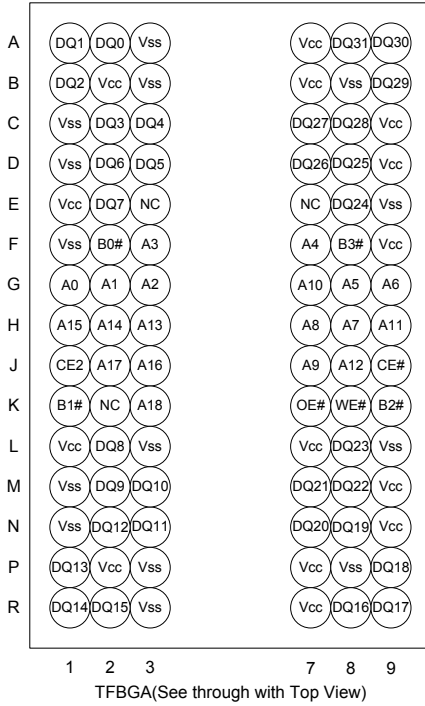 A DQ1 DQ0 Vss Vcc DQ31 DQ30
B DQ2 Vcc Vss Vcc Vss DQ29
C Vss DQ3 DQ4 DQ27 DQ28 Vcc
D Vss DQ6 DQ5 DQ26 DQ25 Vcc
E Vcc DQ7 NC NC DQ24 Vss
F Vss B0# A3 A4 B3# Vcc
G A0 A1 A2 A10 A5 A6
H A15 A14 A13 A8 A7 A11
J CE2 A17 A16 A9 A12 CE#
K B1# NC A18 OE# WE# B2#
L Vcc DQ8 Vss Vcc DQ23 Vss
M Vss DQ9 DQ10 DQ21 DQ22 Vcc
N Vss DQ12 DQ11 DQ20 DQ19 Vcc
P DQ13 Vcc Vss Vcc Vss DQ18
R DQ14 DQ15 Vss Vcc DQ16 DQ17
1 2 3 7 8 9
TFBGA(See through with Top View)